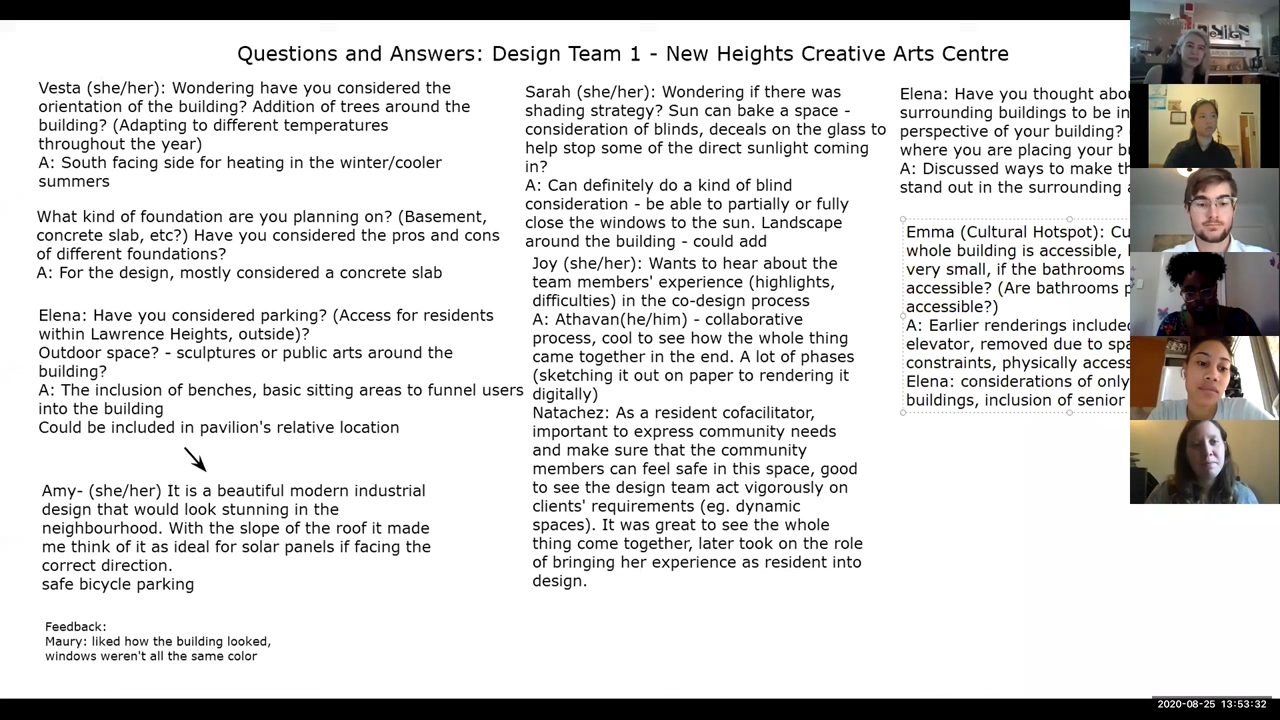 Questions and Answers: Design Team 1 - New Heights Creative Arts Centre
Vesta (she/her): Wondering have you considered the
orientation of the building? Addition of trees around the
building? (Adapting to different temperatures
throughout the year)
A: South facing side for heating in the winter/cooler
summers
What kind of foundation are you planning on? (Basement,
concrete slab, etc?) Have you considered the pros and cons
of different foundations?
A: For the design, mostly considered a concrete slab
Elena: Have you considered parking? (Access for residents
within Lawrence Heights, outside)?
Outdoor space? - sculptures or public arts around the
building?
A: The inclusion of benches, basic sitting areas to funnel users
into the building
Could be included in pavilion's relative location
Amy- (she/her) It is a beautiful modern industrial
design that would look stunning in the
neighbourhood. With the slope of the roof it made
me think of it as ideal for solar panels if facing the
correct direction.
safe bicycle parking
Feedback:
Maury: liked how the building looked,
windows weren't all the same color
Sarah (she/her): Wondering if there was
shading strategy? Sun can bake a space -
consideration of blinds, deceals on the glass to
help stop some of the direct sunlight coming
in?
A: Can definitely do a kind of blind
consideration - be able to partially or fully
close the windows to the sun. Landscape
around the building - could add
Joy (she/her): Wants to hear about the
team members' experience (highlights,
difficulties) in the co-design process
A: Athavan(he/him) - collaborative
process, cool to see how the whole thing
came together in the end. A lot of phases
(sketching it out on paper to rendering it
digitally)
Natachez: As a resident cofacilitator,
important to express community needs
and make sure that the community
members can feel safe in this space, good
to see the design team act vigorously on
clients' requirements (eg. dynamic
spaces). It was great to see the whole
thing come together, later took on the role
of bringing her experience as resident into
design.
Elena: Have you thought
surrounding buildings to be in
perspective of your building?
where you are placing your
A: Discussed ways to make
stand out in the surrounding
Emma (Cultural Hotspot):
whole building is accessible,
very small, if the bathrooms
accessible? (Are bathrooms
accessible?)
A: Earlier renderings
elevator, removed due to
constraints, physically
Elena: considerations of only
buildings, inclusion of senior
2020-08-25 13:53:32